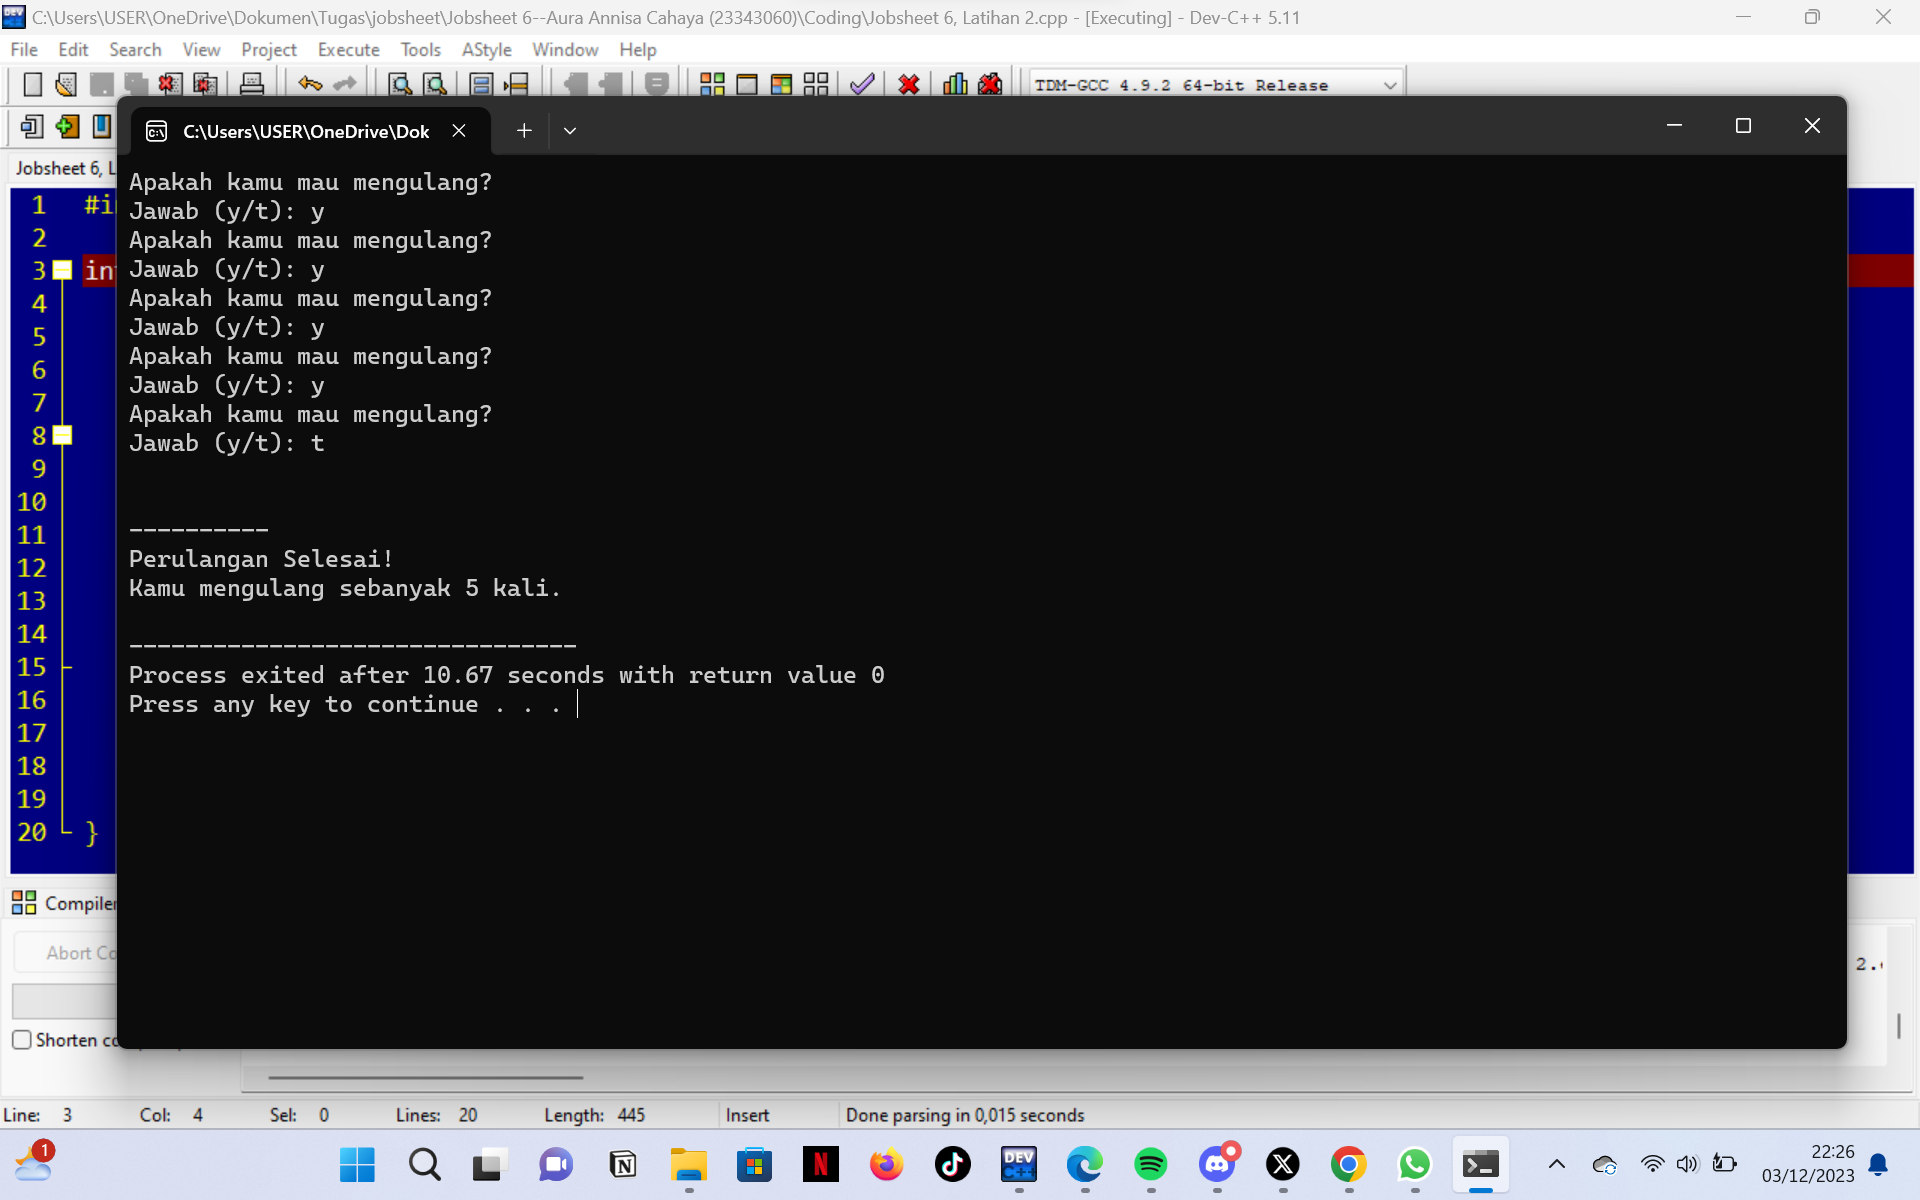 C:\Users\USER\OneDrive\Dokumen\Tugas\jobsheet\Jobsheet 6--Aura Annisa Cahaya (23343060)\Coding\Jobsheet 6, Latihan 2.cpp - [Executing] - Dev-C++ 5.11
File Edit Search View Project Execute Tools AStyle Window Help
TDM-GCC 4.9.2 64-bit Release
C:\Users\USER\OneDrive\Dok
Jobsheet 6, L
Apakah kamu mau mengulang?
1 #in
Jawab (y/t): y
2
Apakah kamu mau mengulang?
3 int
Jawab (y/t): y
Apakah kamu mau mengulang?
4
Jawab (y/t): y
5
Apakah kamu mau mengulang?
6
Jawab (y/t): y
7
Apakah kamu mau mengulang?
8
Jawab (y/t): t
9
10
11
----------
12
Perulangan Selesai!
Kamu mengulang sebanyak 5 kali.
13
14
--------------------------------
15
Process exited after 10.67 seconds with return value 0
16
Press any key to continue . . .
17
18
19
20 }
Compiler
Abort Co
2.
Shorten co
Line: 3 Col: 4 Sel: 0 Lines: 20 Length: 445 Insert Done parsing in 0,015 seconds
1
N
DEV C++
22:26
03/12/2023